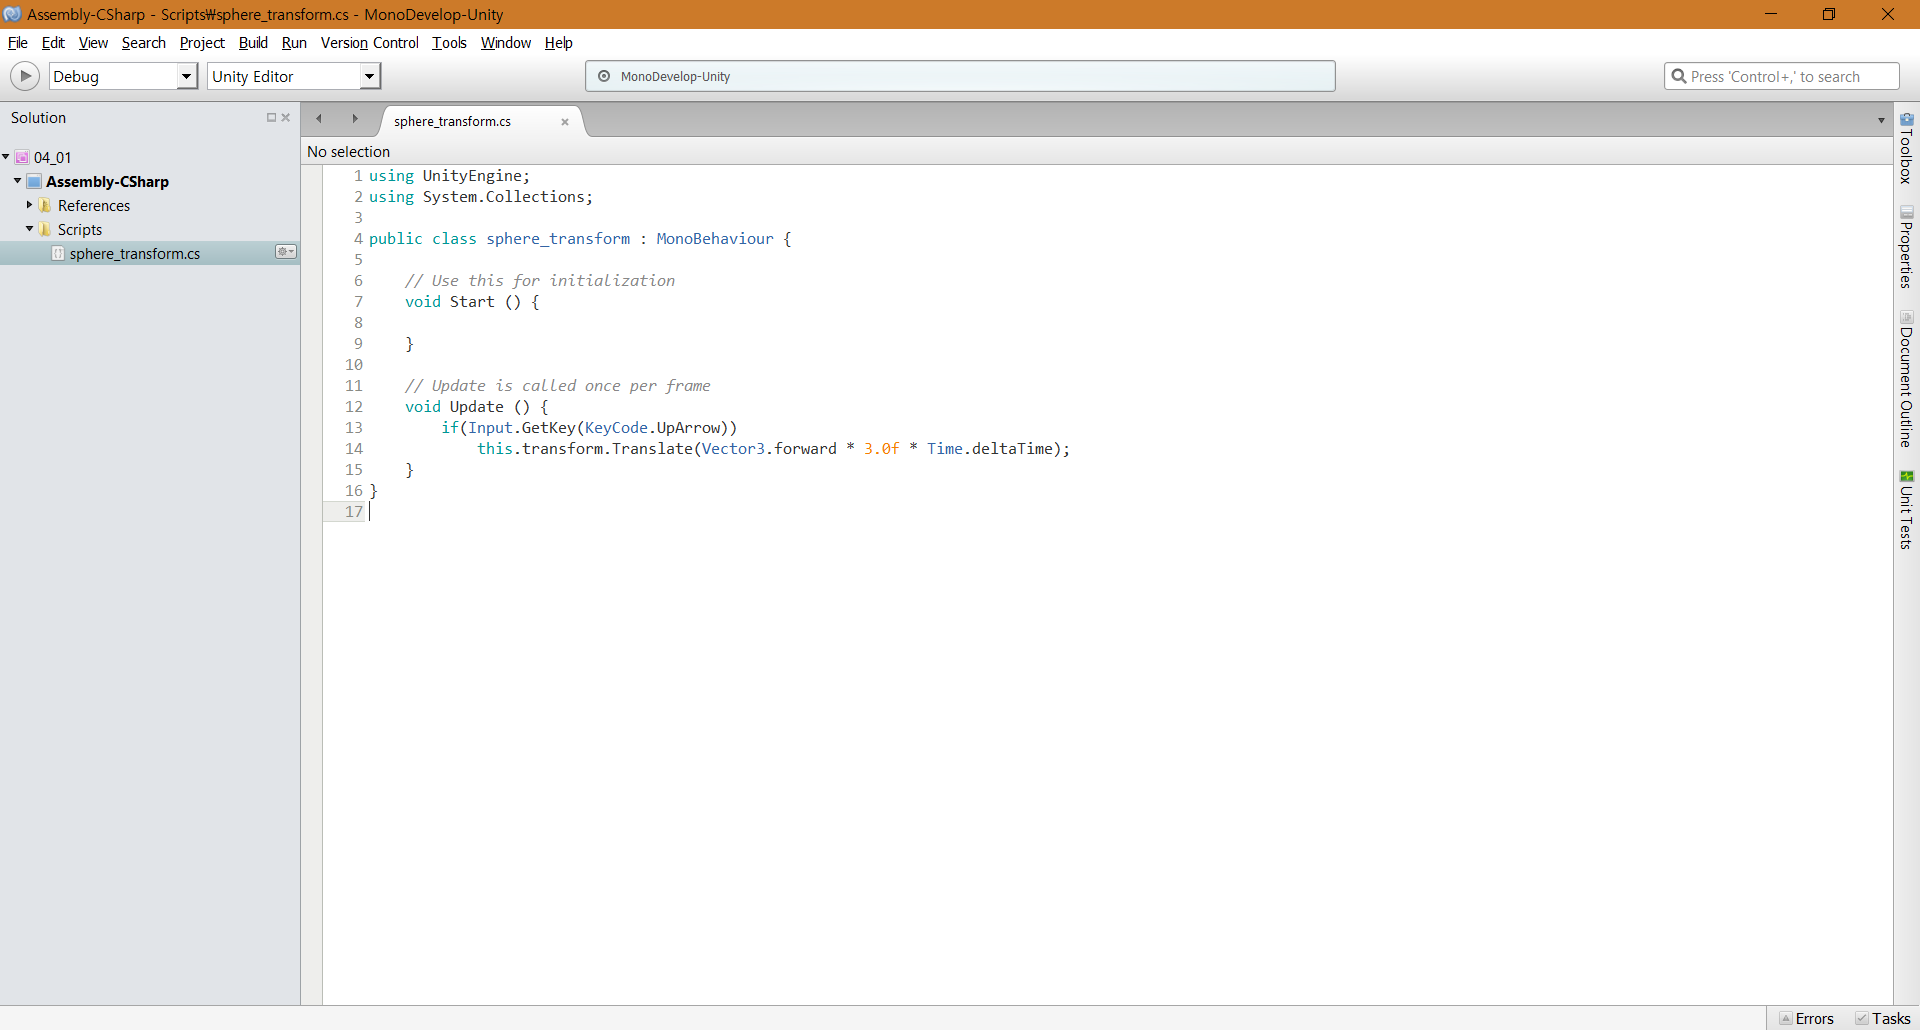 Assembly-CSharp - Scripts₩sphere_transform.cs - MonoDevelop-Unity
File Edit View Search Project Build Run Version Control Tools Window Help
Debug Unity Editor MonoDevelop-Unity Press 'Control+,' to search
Solution
04_01
Assembly-CSharp
References
Scripts
sphere_transform.cs
sphere_transform.cs
No selection
1 using UnityEngine;
2 using System.Collections;
3
4 public class sphere_transform : MonoBehaviour {
5
6 // Use this for initialization
7 void Start () {
8
9 }
10
11 // Update is called once per frame
12 void Update () {
13 if(Input.GetKey(KeyCode.UpArrow))
14 this.transform.Translate(Vector3.forward * 3.0f * Time.deltaTime);
15 }
16 }
17
Toolbox
Properties
Document Outline
Unit Tests
Errors Tasks